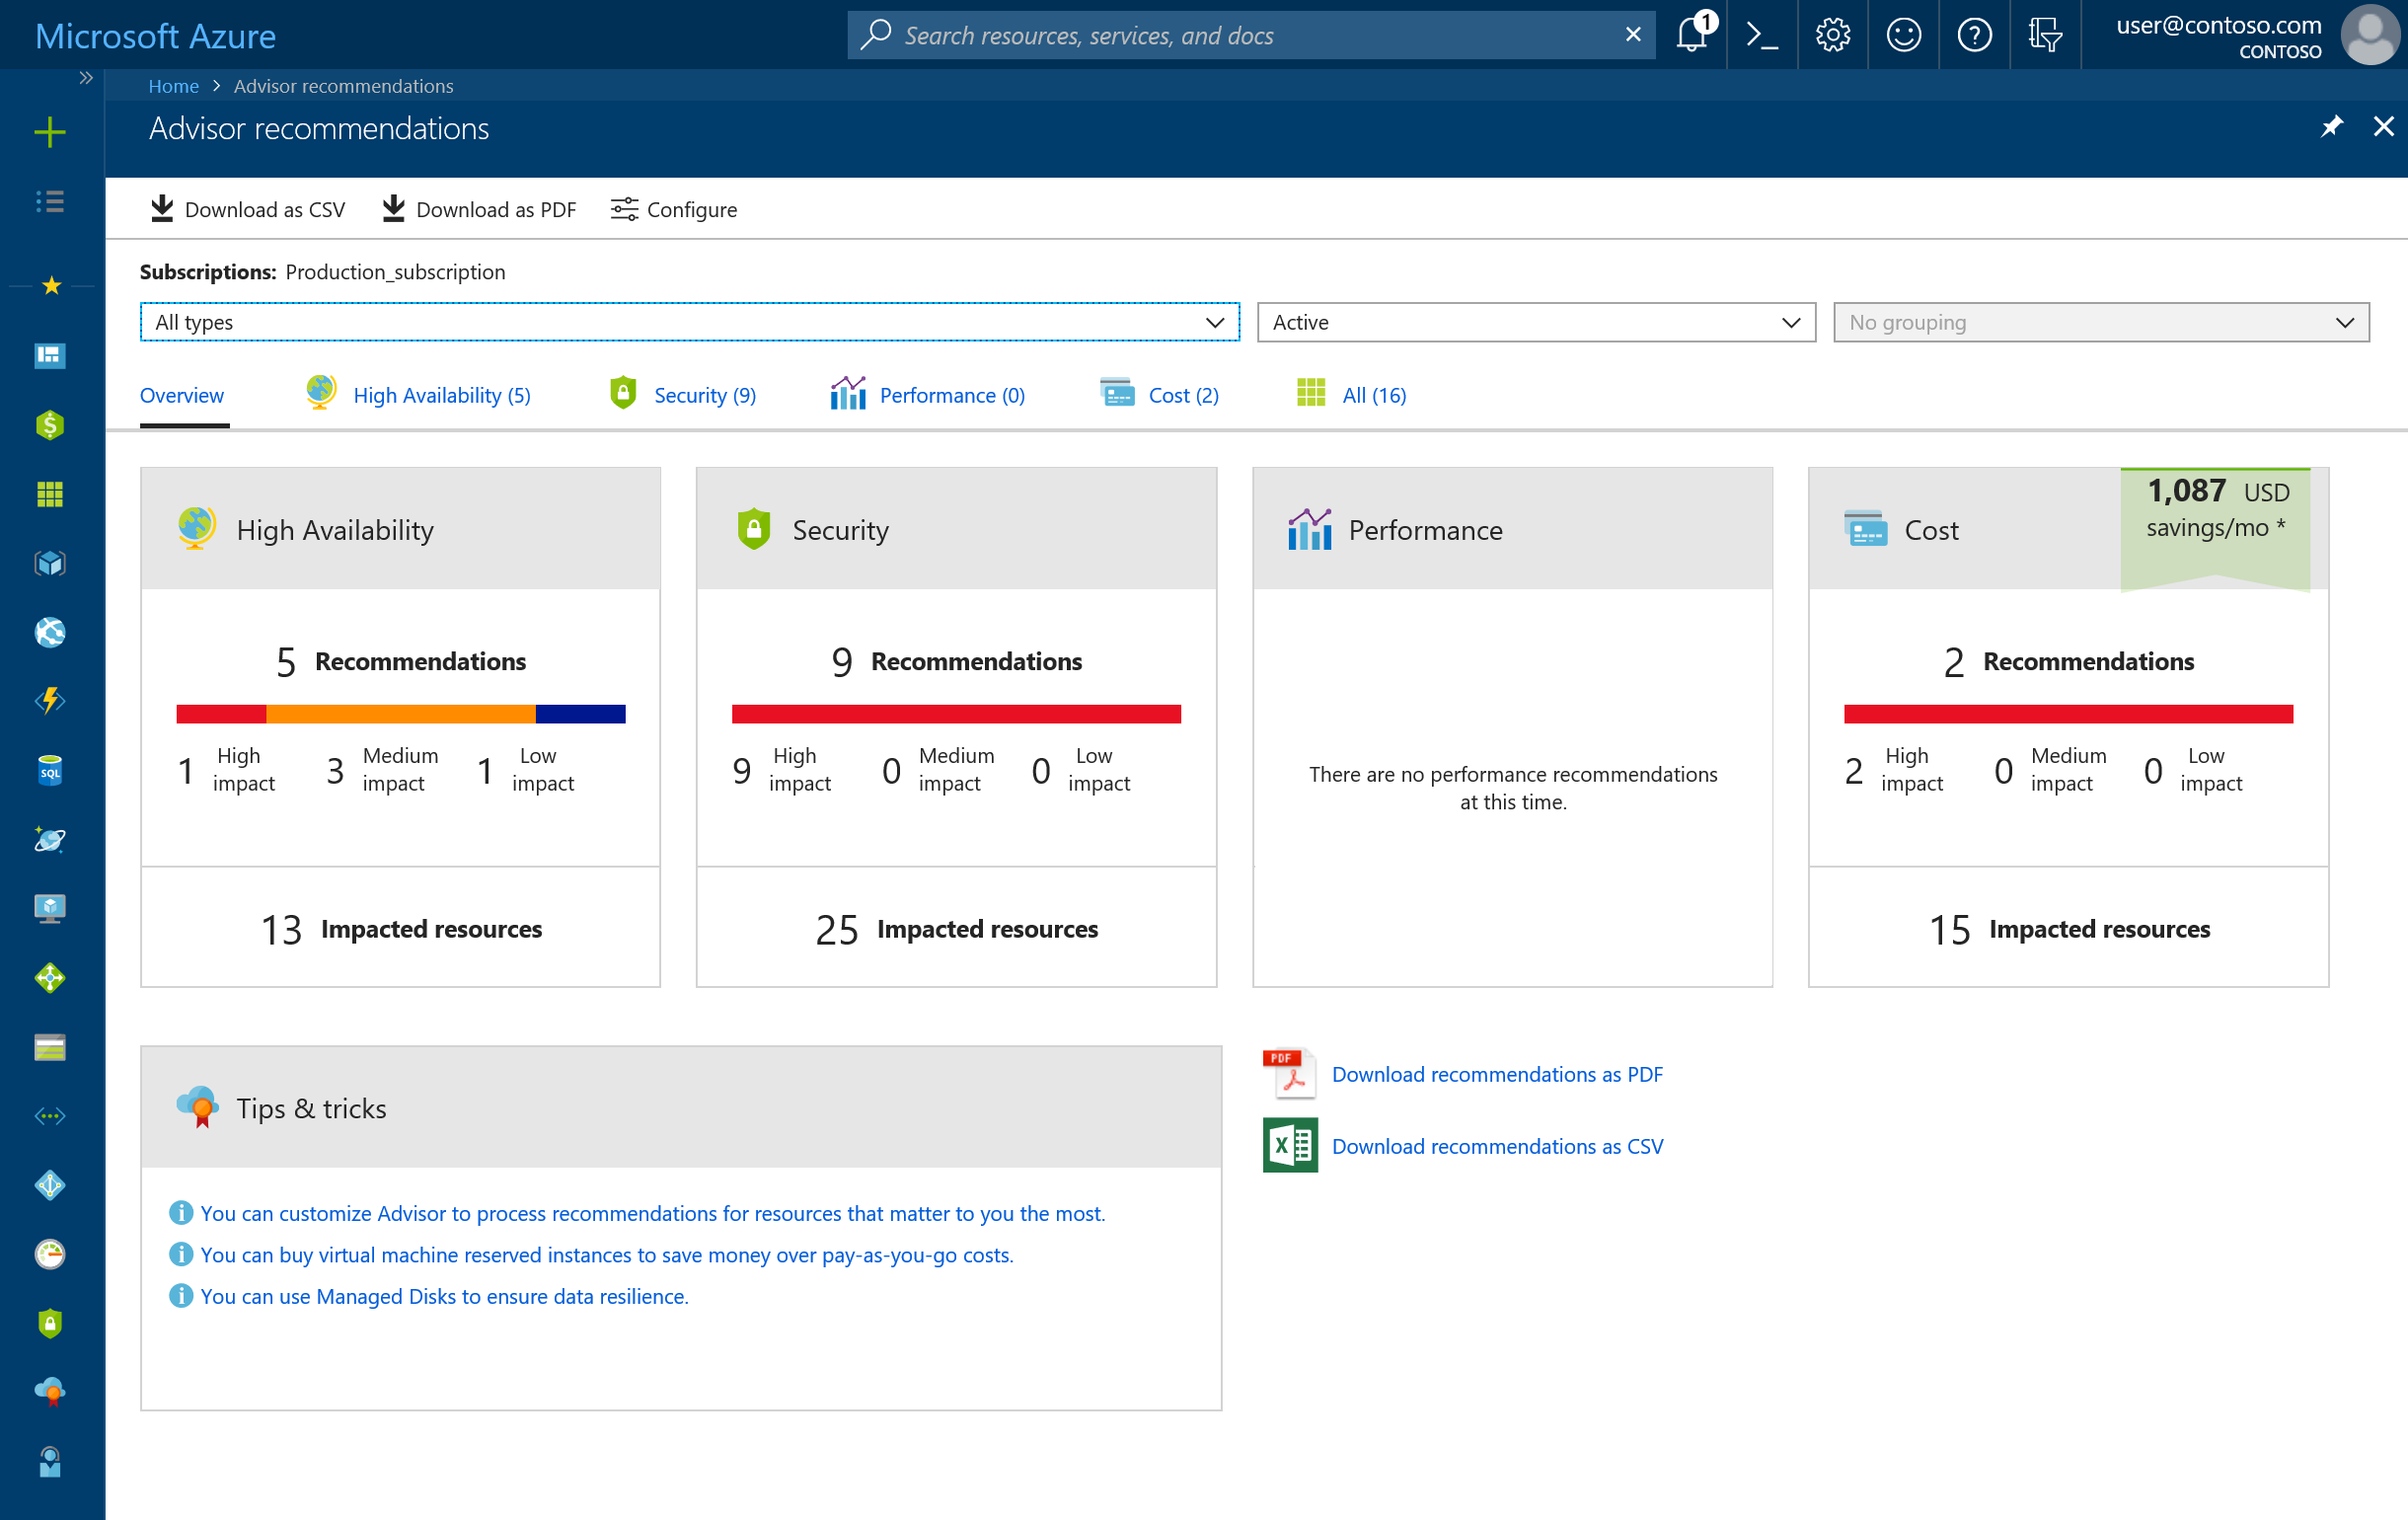 Microsoft Azure
Search resources, services, and docs
1
user@contoso.com
CONTOSO
Home > Advisor recommendations
Advisor recommendations
Download as CSV Download as PDF Configure
Subscriptions: Production_subscription
All types Active No grouping
Overview High Availability (5) Security (9) Performance (0) Cost (2) All (16)
High Availability
5 Recommendations
1 High impact 3 Medium impact 1 Low impact
13 Impacted resources
Security
9 Recommendations
9 High impact 0 Medium impact 0 Low impact
25 Impacted resources
Performance
There are no performance recommendations
at this time.
Cost
1,087 USD
savings/mo *
2 Recommendations
2 High impact 0 Medium impact 0 Low impact
15 Impacted resources
Tips & tricks
You can customize Advisor to process recommendations for resources that matter to you the most.
You can buy virtual machine reserved instances to save money over pay-as-you-go costs.
You can use Managed Disks to ensure data resilience.
PDF
Download recommendations as PDF
X
Download recommendations as CSV
SQL